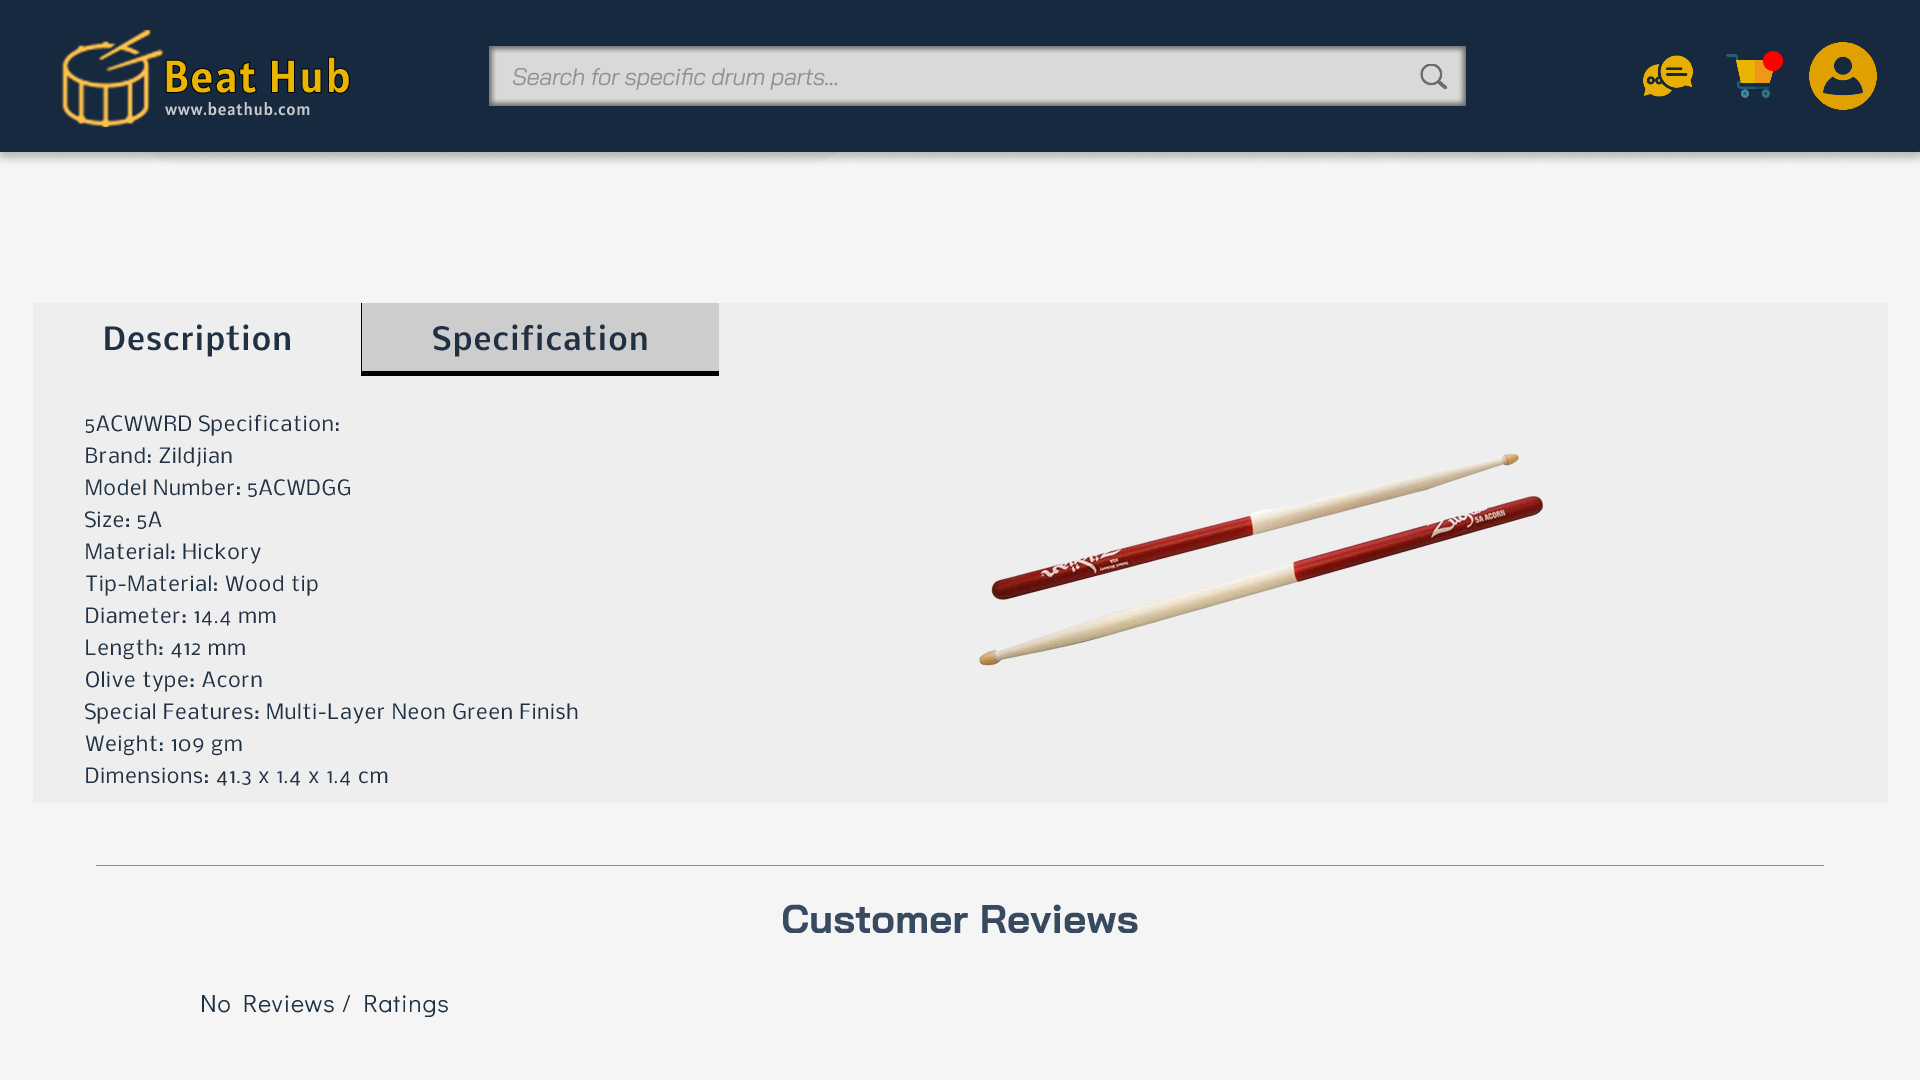 Beat Hub
www.beathub.com
Search for specific drum parts...
Description
Specification
5ACWWRD Specification:
Brand: Zildjian
Model Number: 5ACWDGG
Size: 5A
Material: Hickory
Tip-Material: Wood tip
Diameter: 14.4 mm
Length: 412 mm
Olive type: Acorn
Special Features: Multi-Layer Neon Green Finish
Weight: 109 gm
Dimensions: 41.3 x 1.4 x 1.4 cm
Zildjian
5A ACORN
Zildjian
Customer Reviews
No Reviews / Ratings